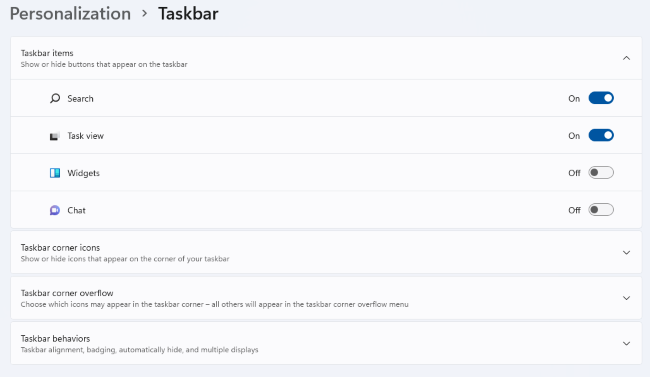 Personalization > Taskbar
Taskbar items
Show or hide buttons that appear on the taskbar
Search On
Task view On
Widgets Off
Chat Off
Taskbar corner icons
Show or hide icons that appear on the corner of your taskbar
Taskbar corner overflow
Choose which icons may appear in the taskbar corner – all others will appear in the taskbar corner overflow menu
Taskbar behaviors
Taskbar alignment, badging, automatically hide, and multiple displays